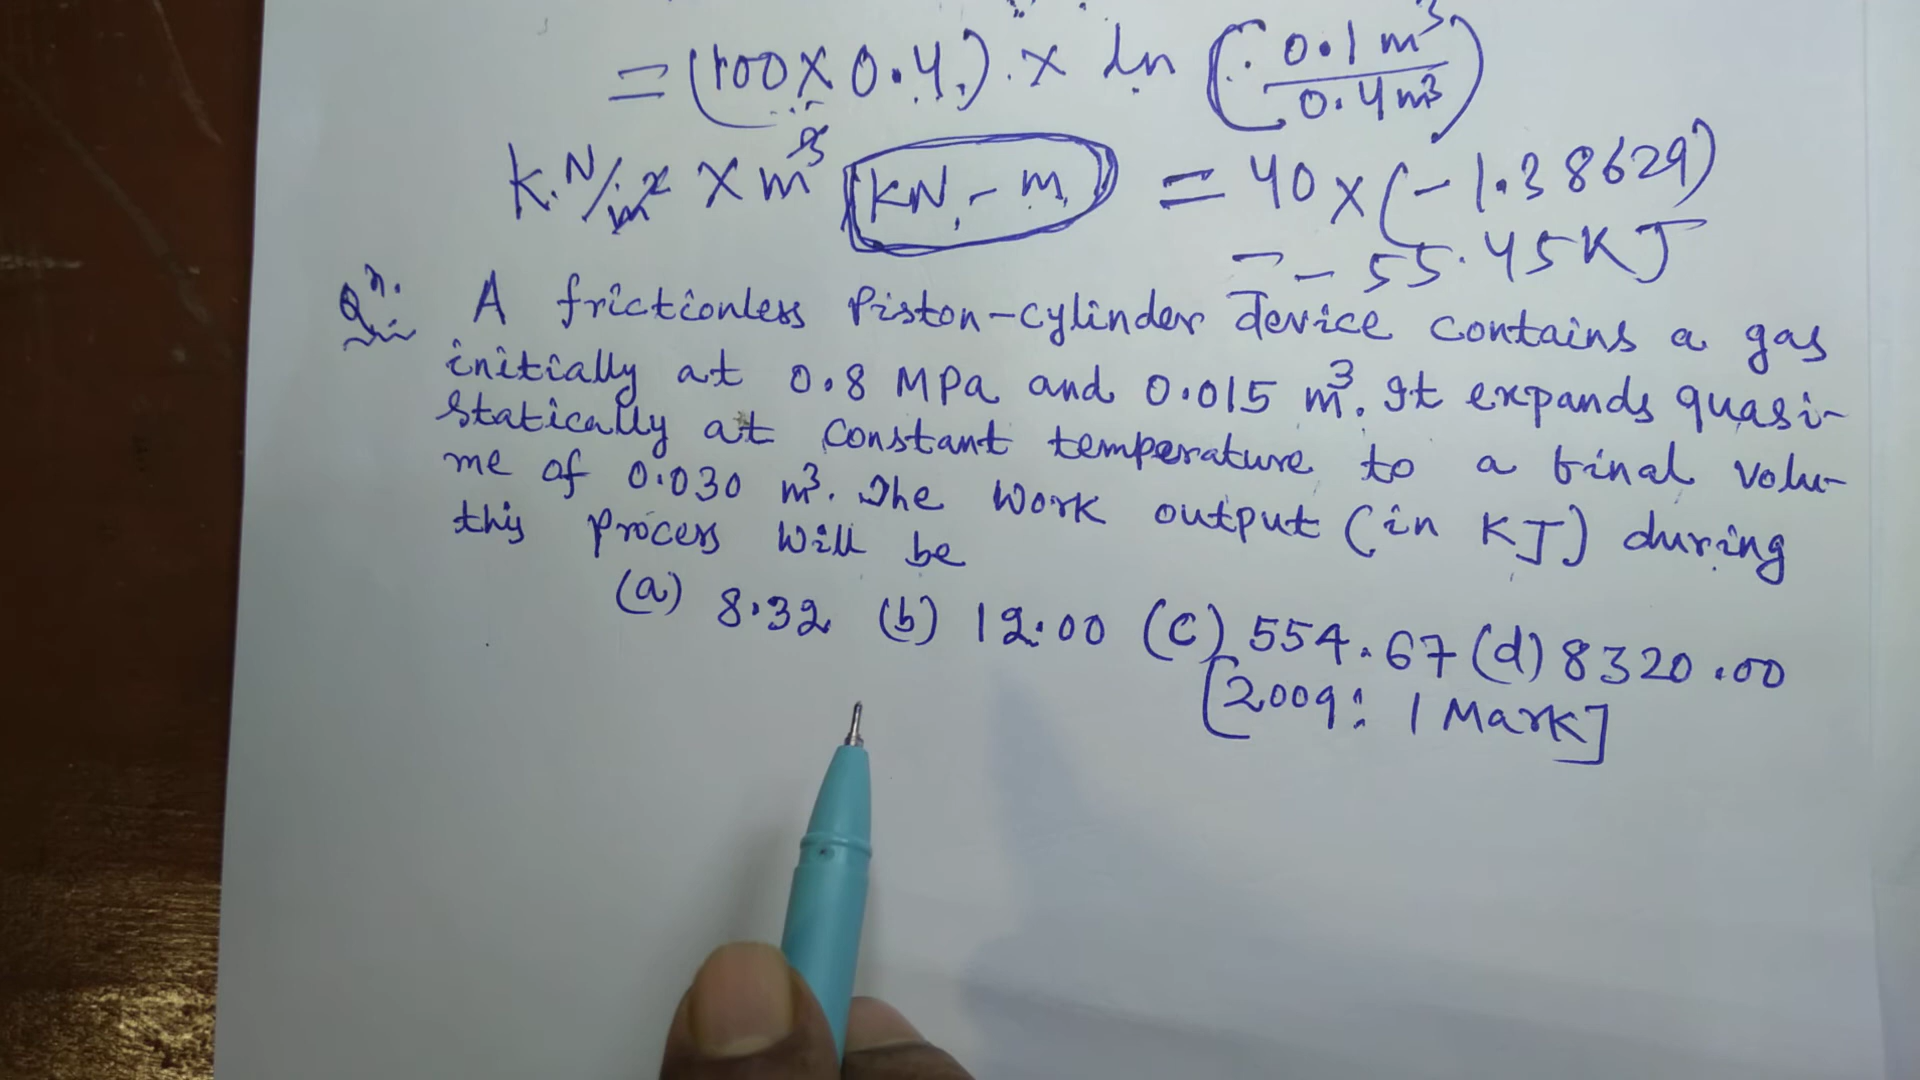 = (100 × 0.4) × ln (0.1 m³ / 0.4 m³)
k.N/m² × m³ KN - m = 40 × (-1.38629)
= - 55.45 KJ
Qn. A frictionless Piston-cylinder device contains a gas
initially at 0.8 MPa and 0.015 m³. It expands quasi-
statically at constant temperature to a final volu-
me of 0.030 m³. The work output (in KJ) during
this process will be
(a) 8.32 (b) 12.00 (c) 554.67 (d) 8320.00
[2009: 1 Mark]